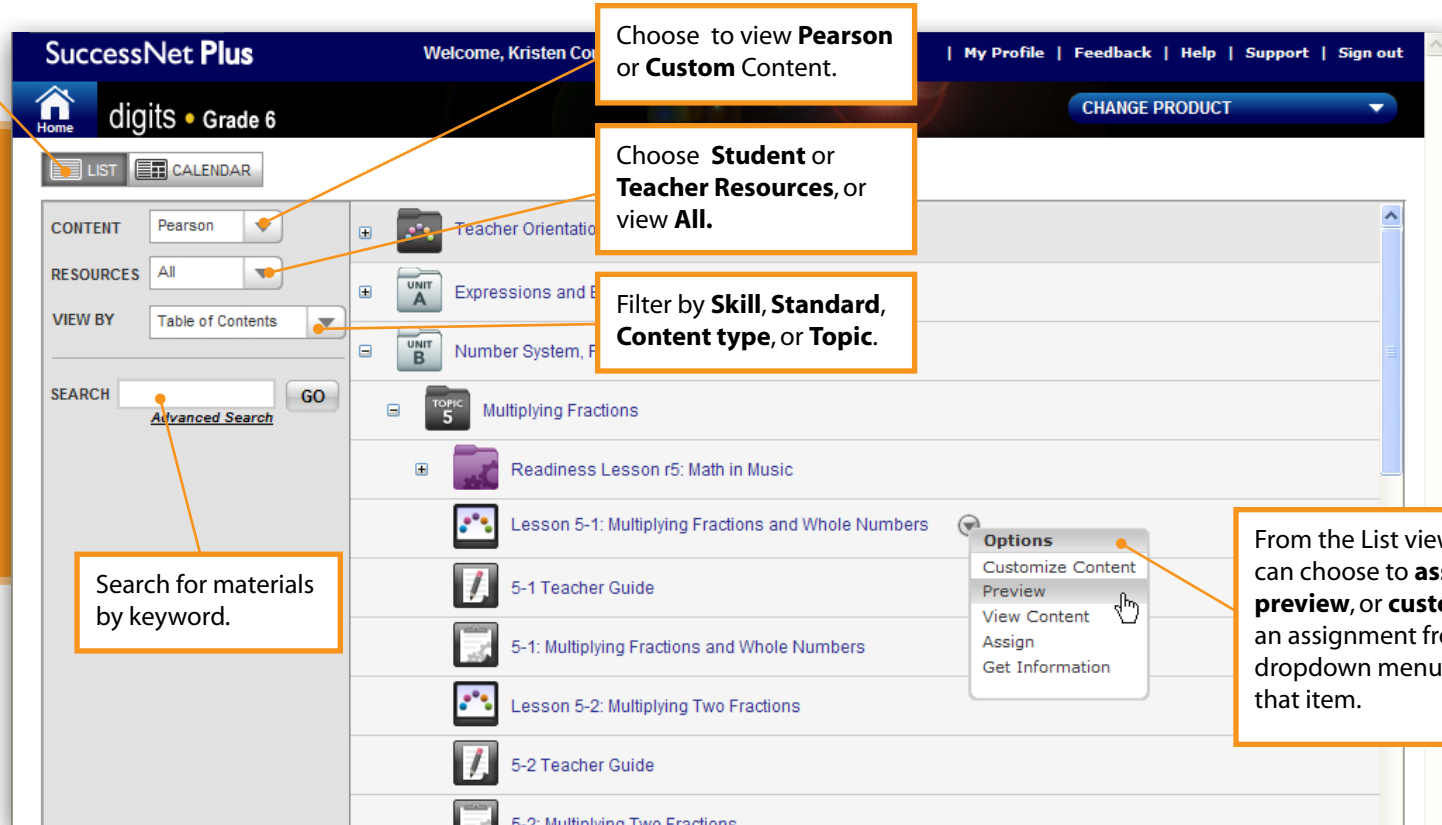 SuccessNet Plus
Welcome, Kristen
| My Profile | Feedback | Help | Support | Sign out
Home
digits • Grade 6
CHANGE PRODUCT
LIST
CALENDAR
Choose to view Pearson
or Custom Content.
Choose Student or
Teacher Resources, or
view All.
Filter by Skill, Standard,
Content type, or Topic.
CONTENT Pearson
RESOURCES All
VIEW BY Table of Contents
SEARCH GO
Advanced Search
Search for materials
by keyword.
Teacher
UNIT
A
Expressions and
UNIT
B
Number System,
TOPIC
5
Multiplying Fractions
Readiness Lesson r5: Math in Music
Lesson 5-1: Multiplying Fractions and Whole Numbers
5-1 Teacher Guide
5-1: Multiplying Fractions and Whole Numbers
Lesson 5-2: Multiplying Two Fractions
5-2 Teacher Guide
5-2: Multiplying Two Fractions
Options
Customize Content
Preview
View Content
Assign
Get Information
From the List
can choose to
preview, or
an assignment
dropdown menu
that item.